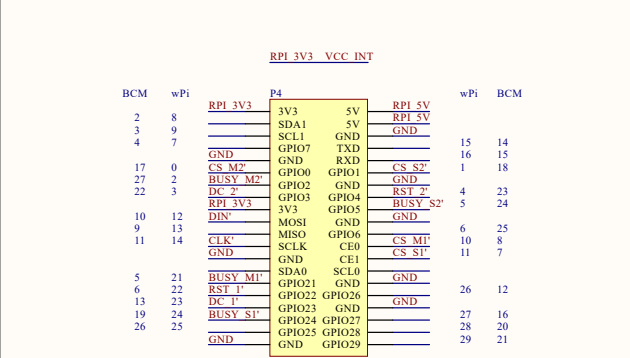 RPI_3V3 VCC_INT
BCM wPi P4 wPi BCM
RPI_3V3 3V3 5V RPI_5V
2 8 SDA1 5V RPI_5V
3 9 SCL1 GND GND
4 7 GPIO7 TXD 15 14
GND GND RXD 16 15
17 0 CS_M2' GPIO0 GPIO1 CS_S2' 1 18
27 2 BUSY_M2' GPIO2 GND GND
22 3 DC_2' GPIO3 GPIO4 RST_2' 4 23
RPI_3V3 3V3 GPIO5 BUSY_S2' 5 24
10 12 DIN' MOSI GND GND
9 13 MISO GPIO6 6 25
11 14 CLK' SCLK CE0 CS_M1' 10 8
GND GND CE1 CS_S1' 11 7
SDA0 SCL0
5 21 BUSY_M1' GPIO21 GND GND
6 22 RST_1' GPIO22 GPIO26 26 12
13 23 DC_1' GPIO23 GND GND
19 24 BUSY_S1' GPIO24 GPIO27 27 16
26 25 GPIO25 GPIO28 28 20
GND GND GPIO29 29 21